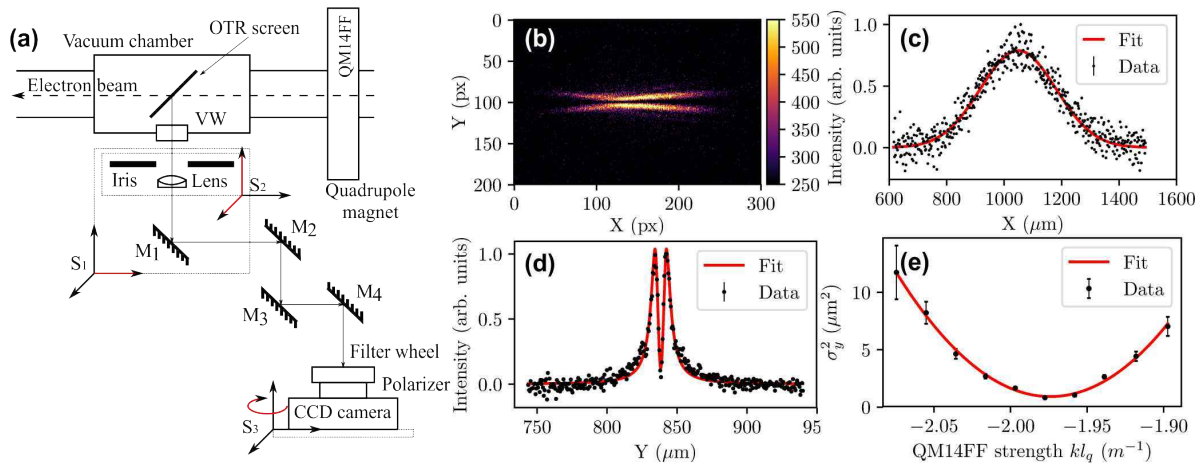 (a)
OTR screen
Vacuum chamber
QM14FF
Electron beam
VW
Iris
Lens
S2
Quadrupole
magnet
M1
M2
S1
M3
M4
Filter wheel
Polarizer
CCD camera
S3
(b)
Y (px)
0
50
100
150
200
0 100 200 300
X (px)
550
500
450
400
350
300
250
Intensity (arb. units)
(c)
Fit
Data
1.0
0.5
0.0
600 800 1000 1200 1400 1600
X (μm)
(d)
Fit
Data
Intensity (arb. units)
1.0
0.5
0.0
750 800 850 900 95
Y (μm)
(e)
Fit
Data
σ_y^2 (μm²)
10
5
0
−2.05 −2.00 −1.95 −1.90
QM14FF strength kl_q (m⁻¹)